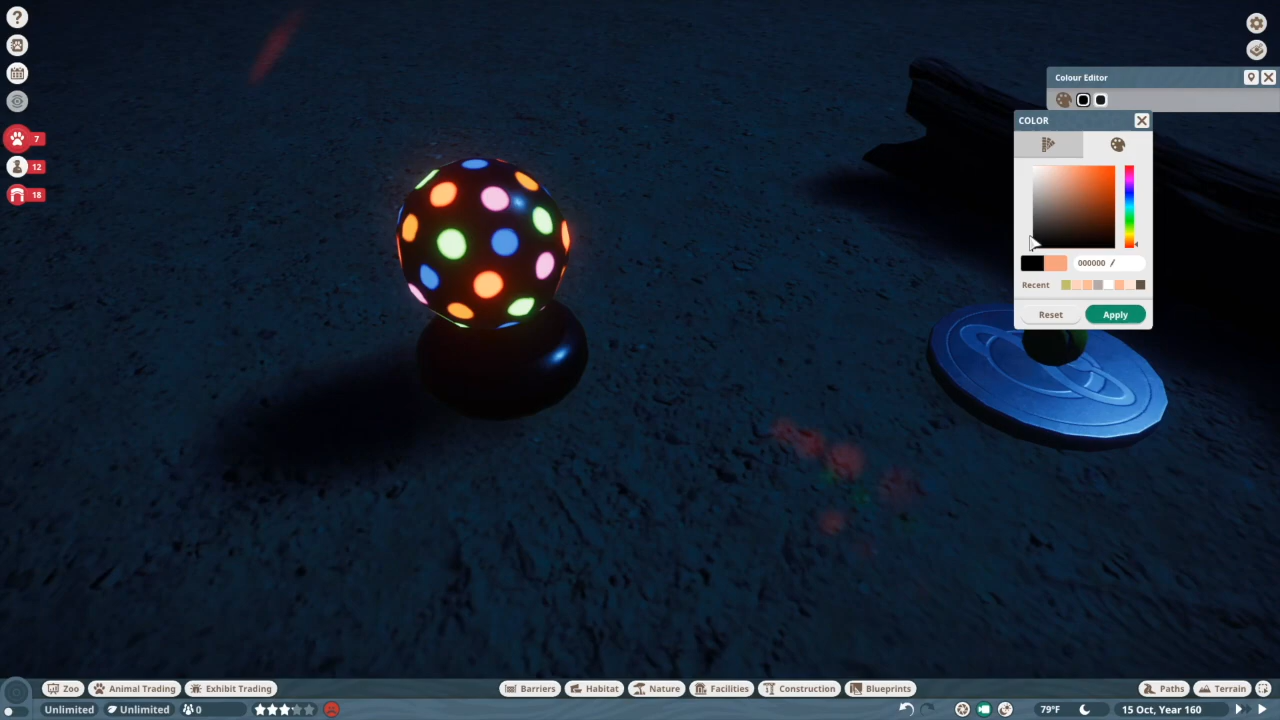 ?
7
12
18
Colour Editor
COLOR
000000 /
Recent
Reset
Apply
Zoo
Animal Trading
Exhibit Trading
Barriers
Habitat
Nature
Facilities
Construction
Blueprints
Paths
Terrain
Unlimited
Unlimited
0
79°F
15 Oct, Year 160